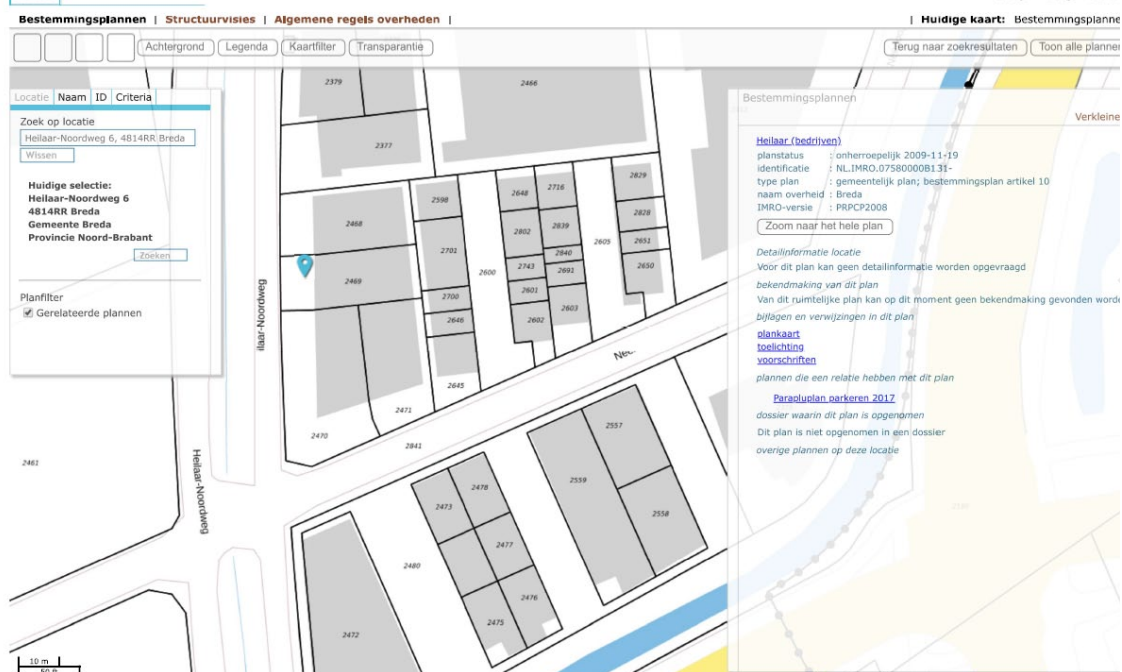 Bestemmingsplannen | Structuurvisies | Algemene regels overheden |
| Huidige kaart: Bestemmingsplanne
Achtergrond Legenda Kaartfilter Transparantie
Terug naar zoekresultaten Toon alle planner
Locatie Naam ID Criteria
Zoek op locatie
Heilaar-Noordweg 6, 4814RR Breda
Wissen
Huidige selectie:
Heilaar-Noordweg 6
4814RR Breda
Gemeente Breda
Provincie Noord-Brabant
Zoeken
Planfilter
Gerelateerde plannen
2379
2466
2377
2598
2648
2716
2829
2828
2468
2802
2839
2651
2701
2840
2605
2469
2600
2743
2691
2650
2700
2601
2646
2602
2603
ilaar-Noordweg
Nee
2645
2471
2470
2841
2461
Heilaar-Noordweg
2557
2478
2559
2473
2558
2477
2480
2476
2475
2472
10 m
50 m
Bestemmingsplannen
Verkleine
Heilaar (bedrijven)
planstatus : onherroepelijk 2009-11-19
identificatie : NL.IMRO.07580000B131-
type plan : gemeentelijk plan; bestemmingsplan artikel 10
naam overheid : Breda
IMRO-versie : PRPCP2008
Zoom naar het hele plan
Detailinformatie locatie
Voor dit plan kan geen detailinformatie worden opgevraagd
bekendmaking van dit plan
Van dit ruimtelijke plan kan op dit moment geen bekendmaking gevonden worde
bijlagen en verwijzingen in dit plan
plankaart
toelichting
voorschriften
plannen die een relatie hebben met dit plan
Parapluplan parkeren 2017
dossier waarin dit plan is opgenomen
Dit plan is niet opgenomen in een dossier
overige plannen op deze locatie